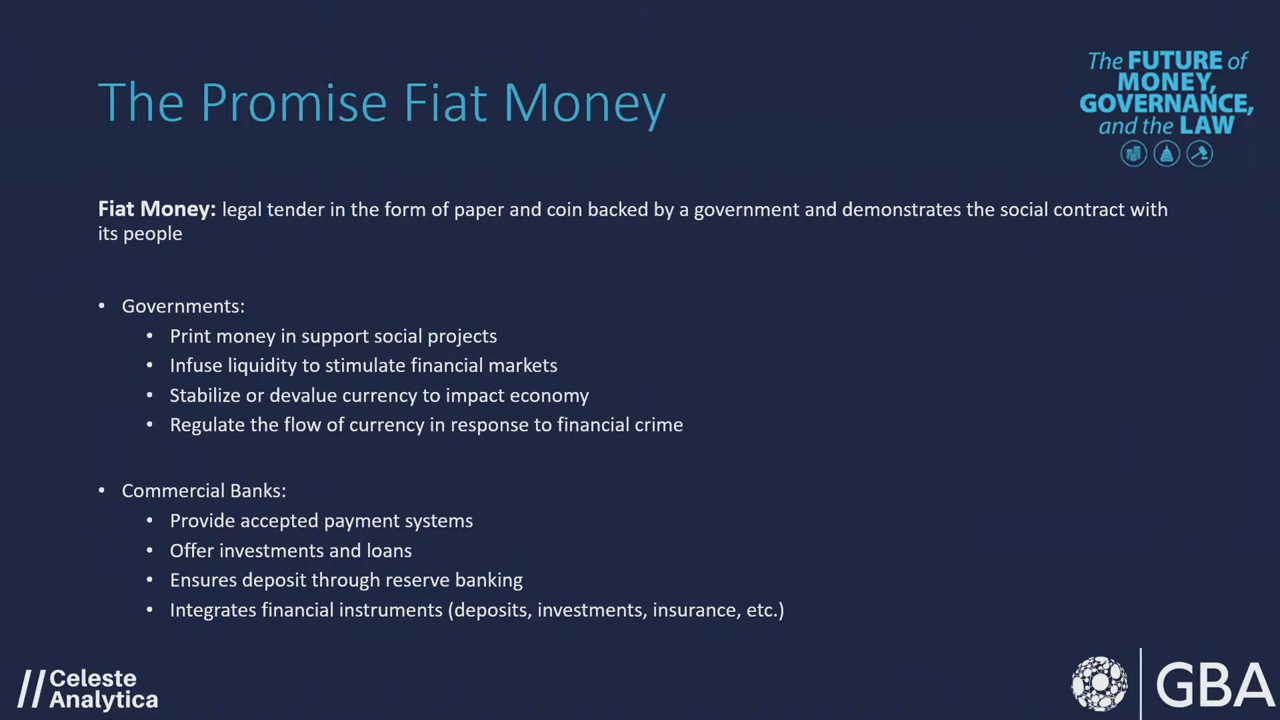 The Promise Fiat Money
The FUTURE of
MONEY,
GOVERNANCE,
and the LAW
Fiat Money: legal tender in the form of paper and coin backed by a government and demonstrates the social contract with
its people
• Governments:
• Print money in support social projects
• Infuse liquidity to stimulate financial markets
• Stabilize or devalue currency to impact economy
• Regulate the flow of currency in response to financial crime
• Commercial Banks:
• Provide accepted payment systems
• Offer investments and loans
• Ensures deposit through reserve banking
• Integrates financial instruments (deposits, investments, insurance, etc.)
//Celeste
Analytica
GBA